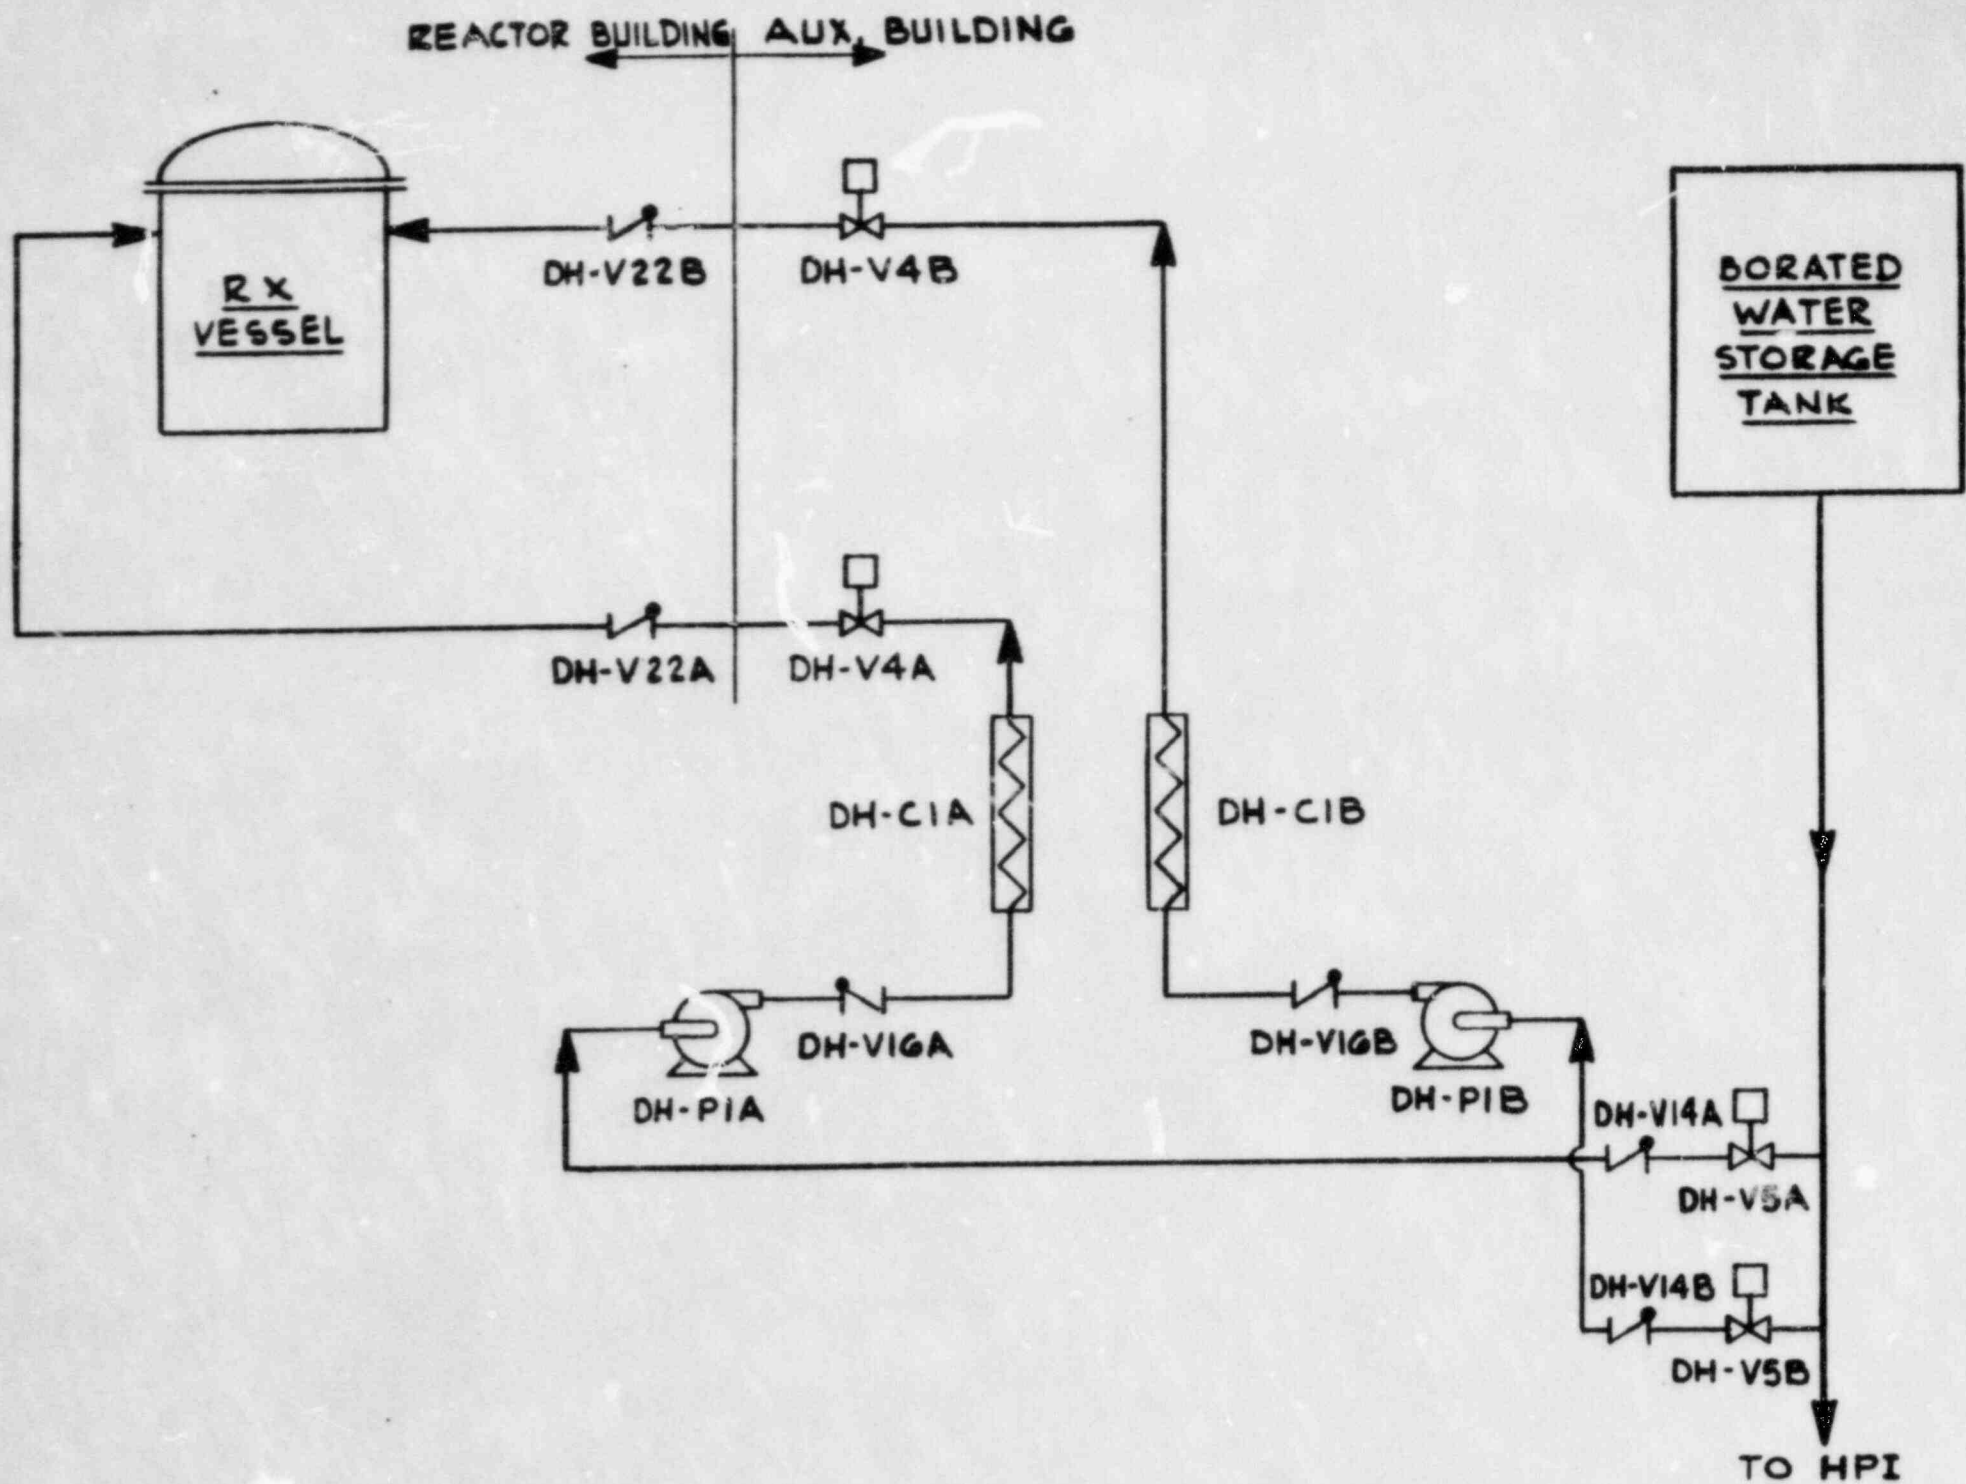 REACTOR BUILDING AUX. BUILDING
RX
VESSEL
DH-V22B
DH-V4B
BORATED
WATER
STORAGE
TANK
DH-V22A
DH-V4A
DH-C1A
DH-C1B
DH-V16A
DH-V16B
DH-P1A
DH-P1B
DH-V14A
DH-V5A
DH-V14B
DH-V5B
TO HPI